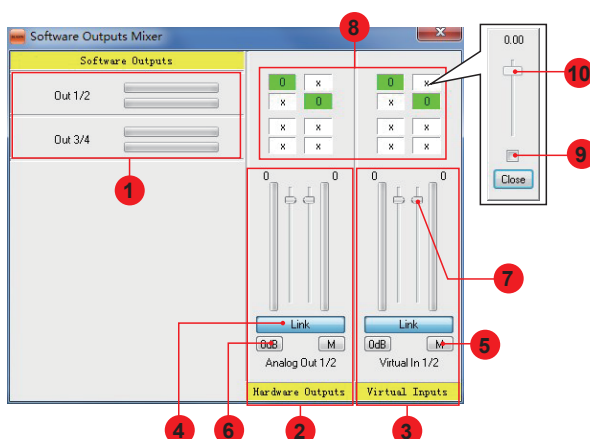 Software Outputs Mixer
x
8
0.00
10
9
Close
Software Outputs
Out 1/2
Out 3/4
1
0 x 0 x
x 0 x 0
x x x x
x x x x
0 0 0 0
7
Link Link
4
0dB M 0dB M
5
6
Analog Out 1/2 Virtual In 1/2
Hardware Outputs Virtual Inputs
2
3